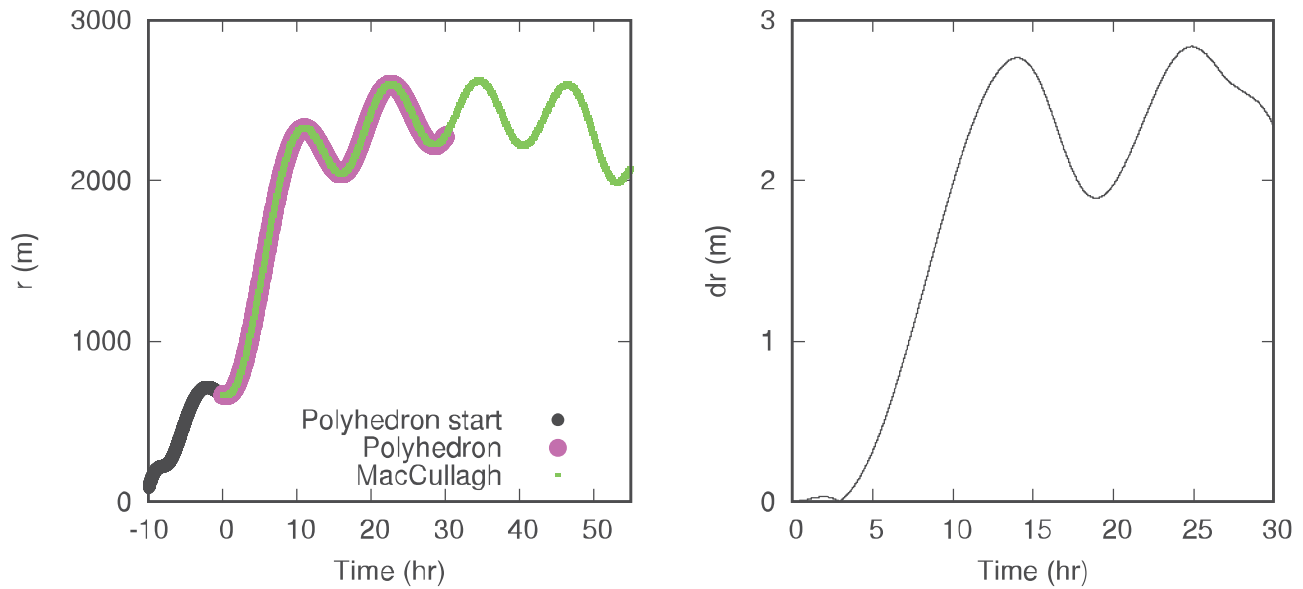 3000
2000
1000
0
r (m)
Polyhedron start
Polyhedron
MacCullagh
-10 0 10 20 30 40 50
Time (hr)
3
2
1
0
dr (m)
0 5 10 15 20 25 30
Time (hr)